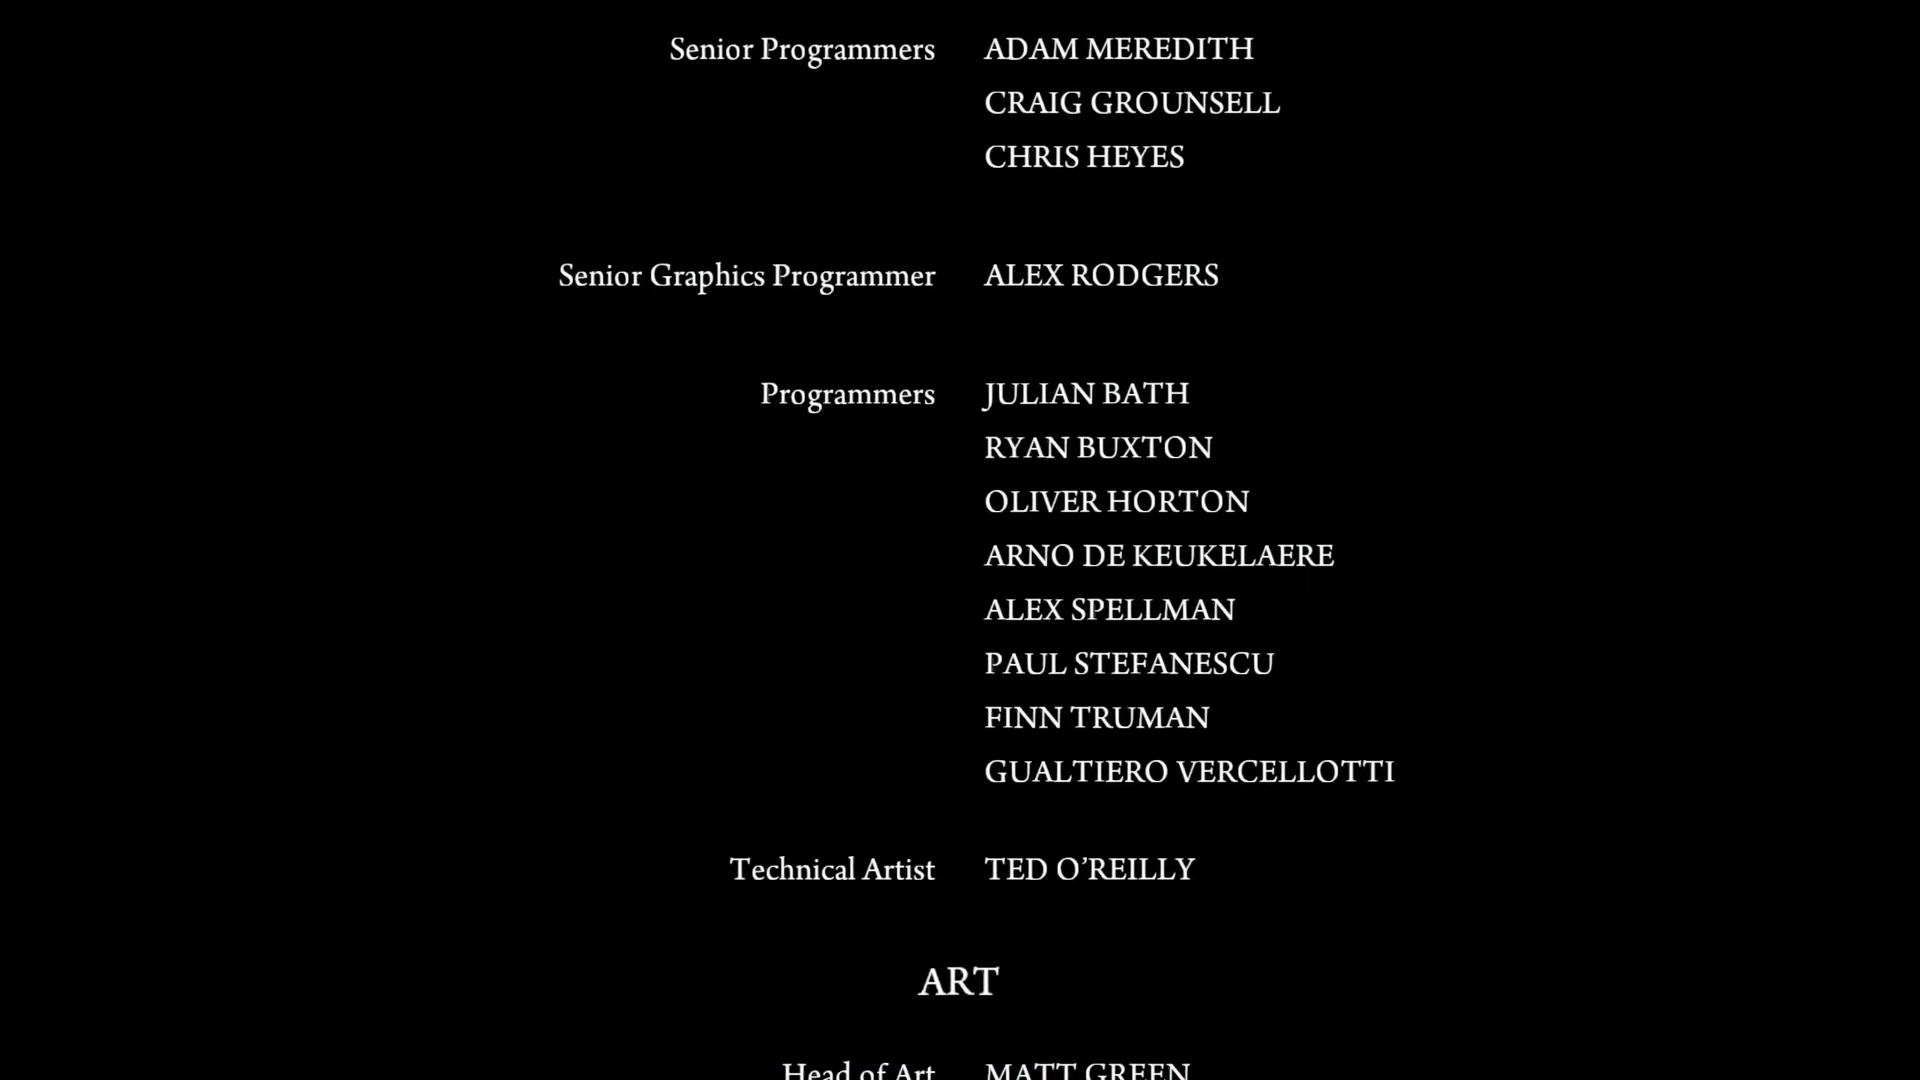 Senior Programmers ADAM MEREDITH
CRAIG GROUNSELL
CHRIS HEYES
Senior Graphics Programmer ALEX RODGERS
Programmers JULIAN BATH
RYAN BUXTON
OLIVER HORTON
ARNO DE KEUKELAERE
ALEX SPELLMAN
PAUL STEFANESCU
FINN TRUMAN
GUALTIERO VERCELLOTTI
Technical Artist TED O’REILLY
ART
Head of Art MATT GREEN